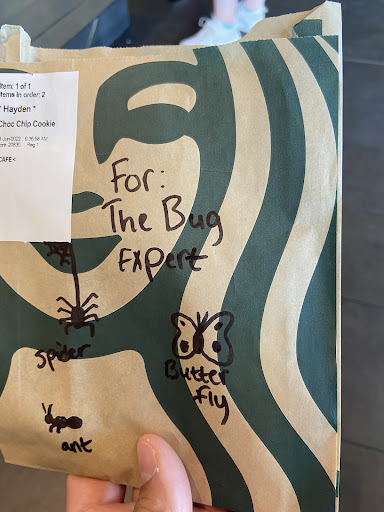 Item: 1 of 1
Items in order: 2
* Hayden *
Choc Chip Cookie
CAFE <
For:
The Bug
Expert
spider
Butter
fly
ant